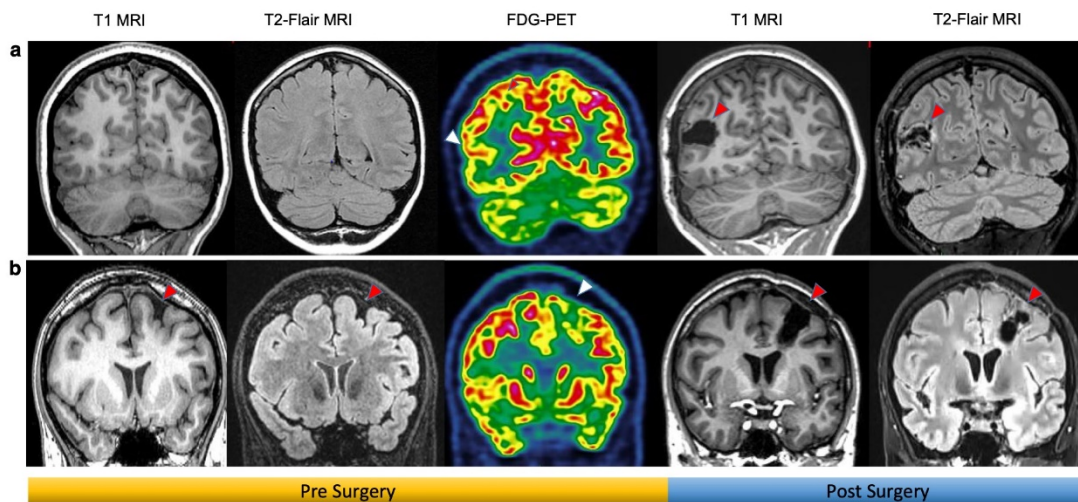 T1 MRI T2-Flair MRI FDG-PET T1 MRI T2-Flair MRI
a
b
Pre Surgery Post Surgery